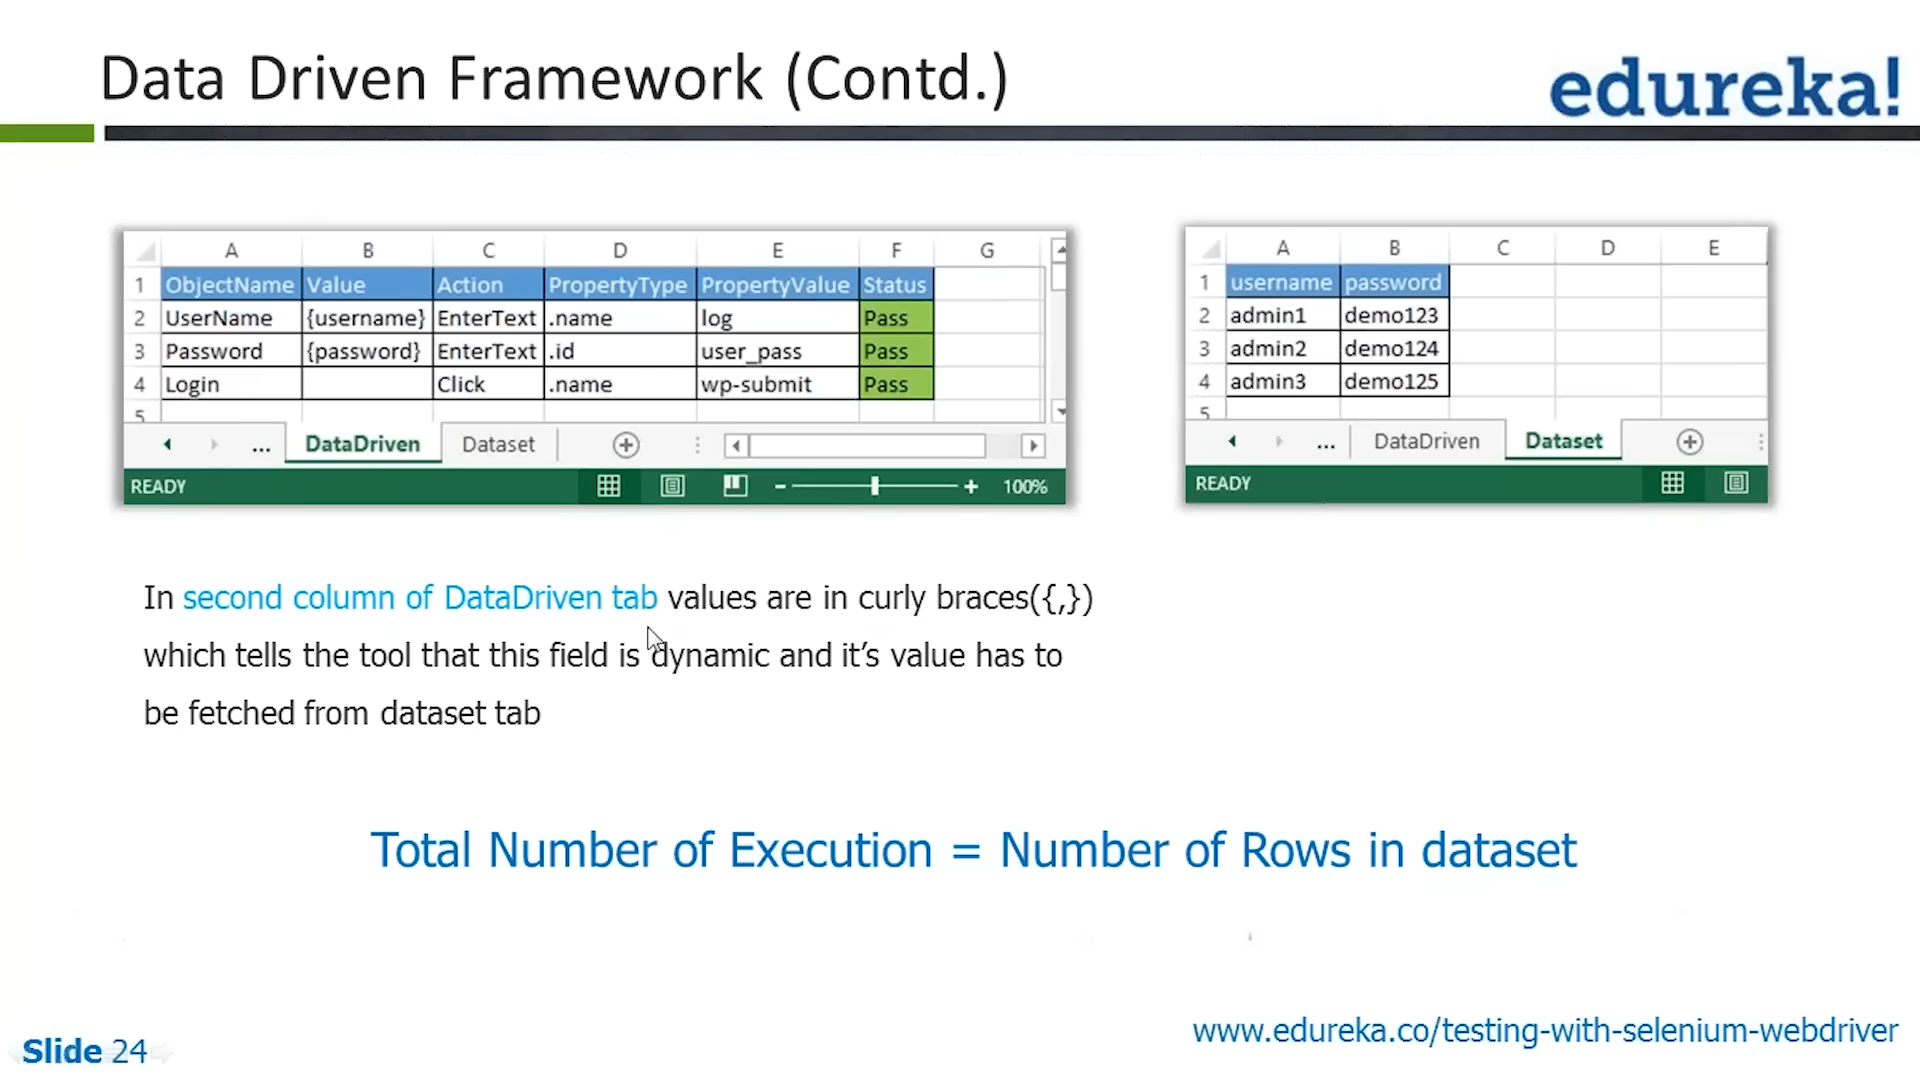 Data Driven Framework (Contd.)
edureka!
A B C D E F G
1 ObjectName Value Action PropertyType PropertyValue Status
2 UserName {username} EnterText .name log Pass
3 Password {password} EnterText .id user_pass Pass
4 Login Click .name wp-submit Pass
5
... DataDriven Dataset
READY 100%
A B C D E
1 username password
2 admin1 demo123
3 admin2 demo124
4 admin3 demo125
5
... DataDriven Dataset
READY
In second column of DataDriven tab values are in curly braces({,})
which tells the tool that this field is dynamic and it’s value has to
be fetched from dataset tab
Total Number of Execution = Number of Rows in dataset
Slide 24
www.edureka.co/testing-with-selenium-webdriver